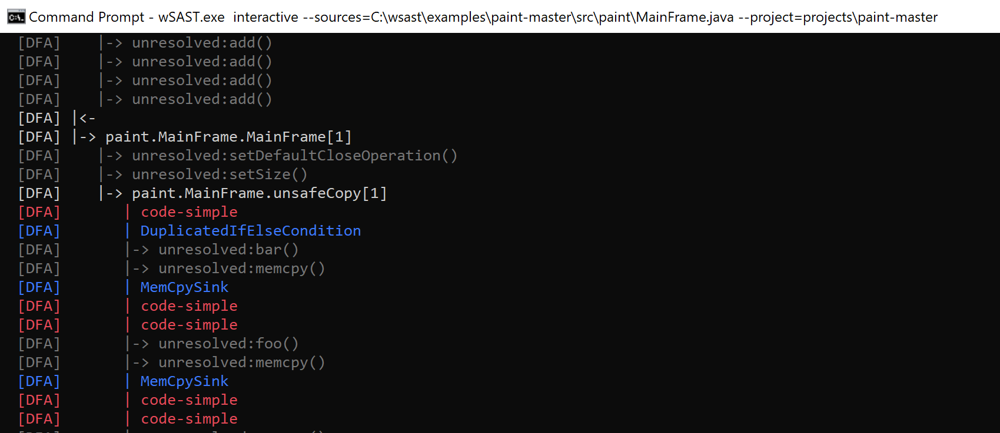 Command Prompt - wSAST.exe  interactive --sources=C:\wsast\examples\paint-master\src\paint\MainFrame.java --project=projects\paint-master
[DFA]    |-> unresolved:add()
[DFA]    |-> unresolved:add()
[DFA]    |-> unresolved:add()
[DFA]    |-> unresolved:add()
[DFA] |<-
[DFA] |-> paint.MainFrame.MainFrame[1]
[DFA]    |-> unresolved:setDefaultCloseOperation()
[DFA]    |-> unresolved:setSize()
[DFA]    |-> paint.MainFrame.unsafeCopy[1]
[DFA]       | code-simple
[DFA]       | DuplicatedIfElseCondition
[DFA]       |-> unresolved:bar()
[DFA]       |-> unresolved:memcpy()
[DFA]       | MemCpySink
[DFA]       | code-simple
[DFA]       | code-simple
[DFA]       |-> unresolved:foo()
[DFA]       |-> unresolved:memcpy()
[DFA]       | MemCpySink
[DFA]       | code-simple
[DFA]       | code-simple